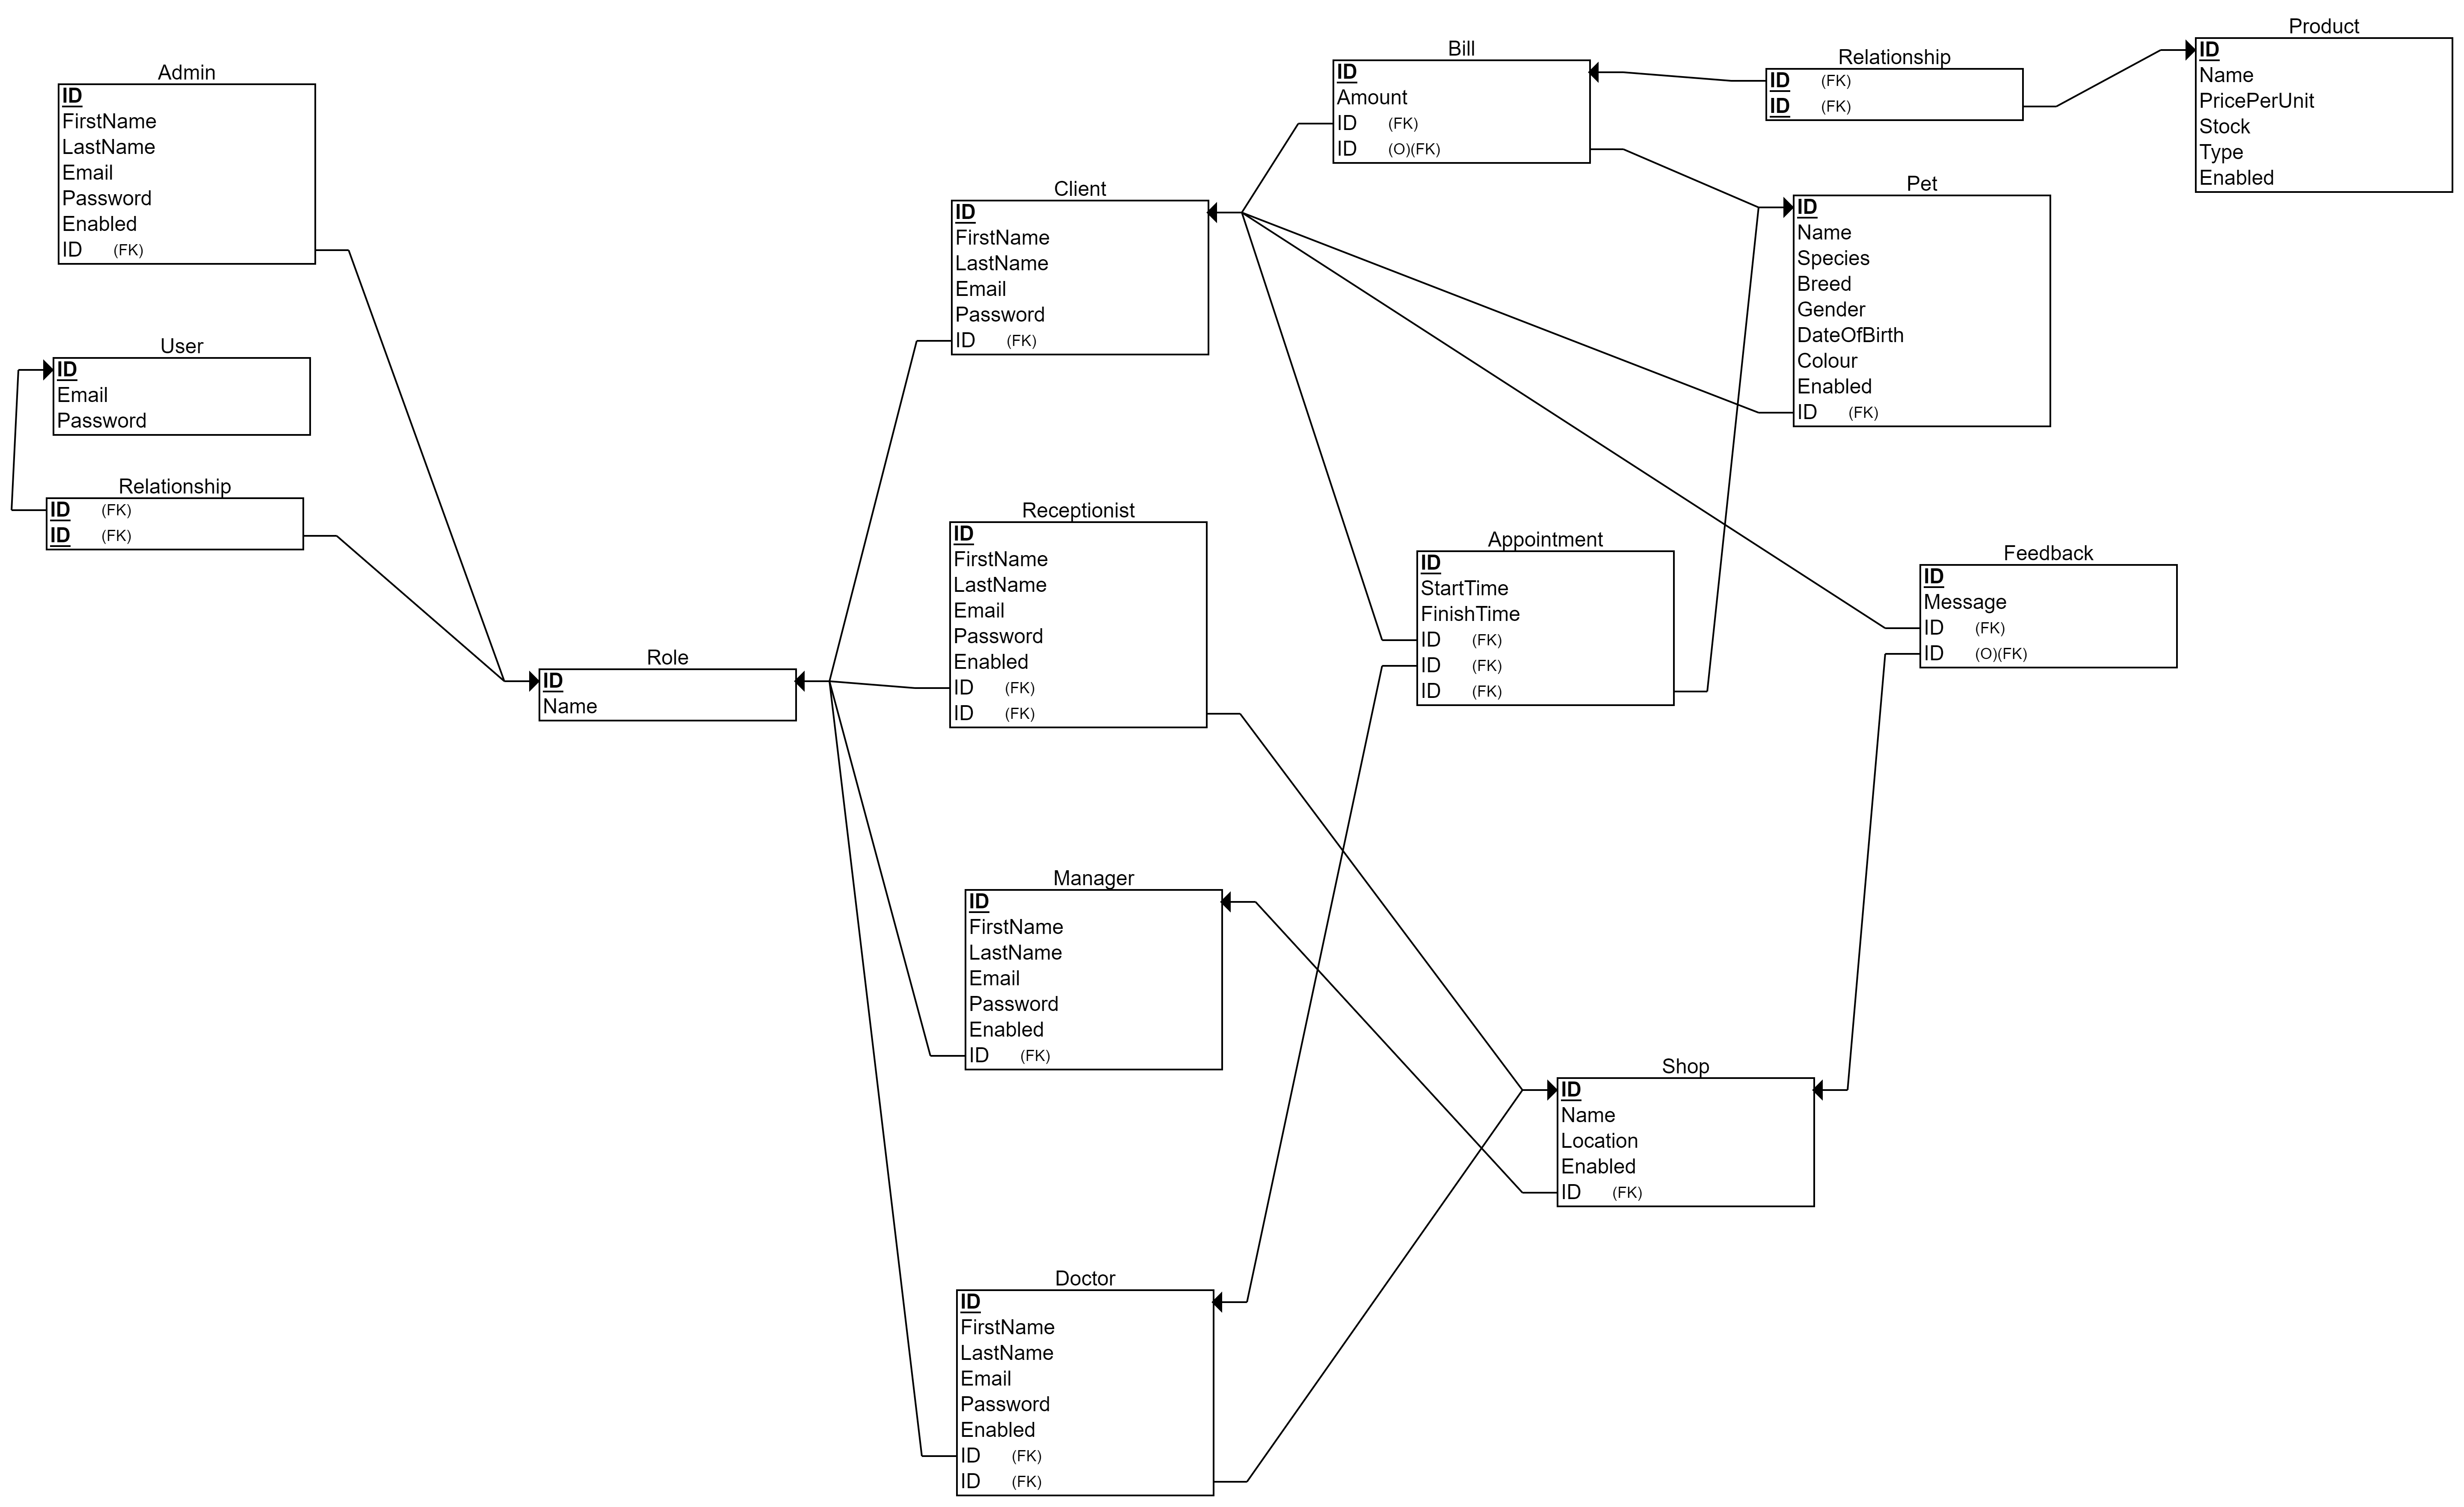 Admin
ID
FirstName
LastName
Email
Password
Enabled
ID (FK)
User
ID
Email
Password
Relationship
ID (FK)
ID (FK)
Role
ID
Name
Client
ID
FirstName
LastName
Email
Password
ID (FK)
Receptionist
ID
FirstName
LastName
Email
Password
Enabled
ID (FK)
ID (FK)
Manager
ID
FirstName
LastName
Email
Password
Enabled
ID (FK)
Doctor
ID
FirstName
LastName
Email
Password
Enabled
ID (FK)
ID (FK)
Bill
ID
Amount
ID (FK)
ID (O)(FK)
Appointment
ID
StartTime
FinishTime
ID (FK)
ID (FK)
ID (FK)
Shop
ID
Name
Location
Enabled
ID (FK)
Relationship
ID (FK)
ID (FK)
Pet
ID
Name
Species
Breed
Gender
DateOfBirth
Colour
Enabled
ID (FK)
Feedback
ID
Message
ID (FK)
ID (O)(FK)
Product
ID
Name
PricePerUnit
Stock
Type
Enabled